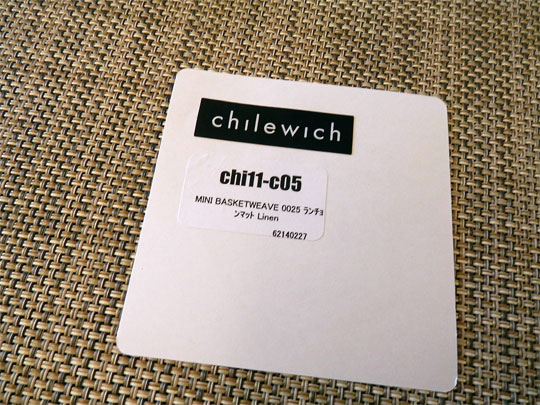 chilewich
chi11-c05
MINI BASKETWEAVE 0025 ランチョ
ンマット Linen
62140227